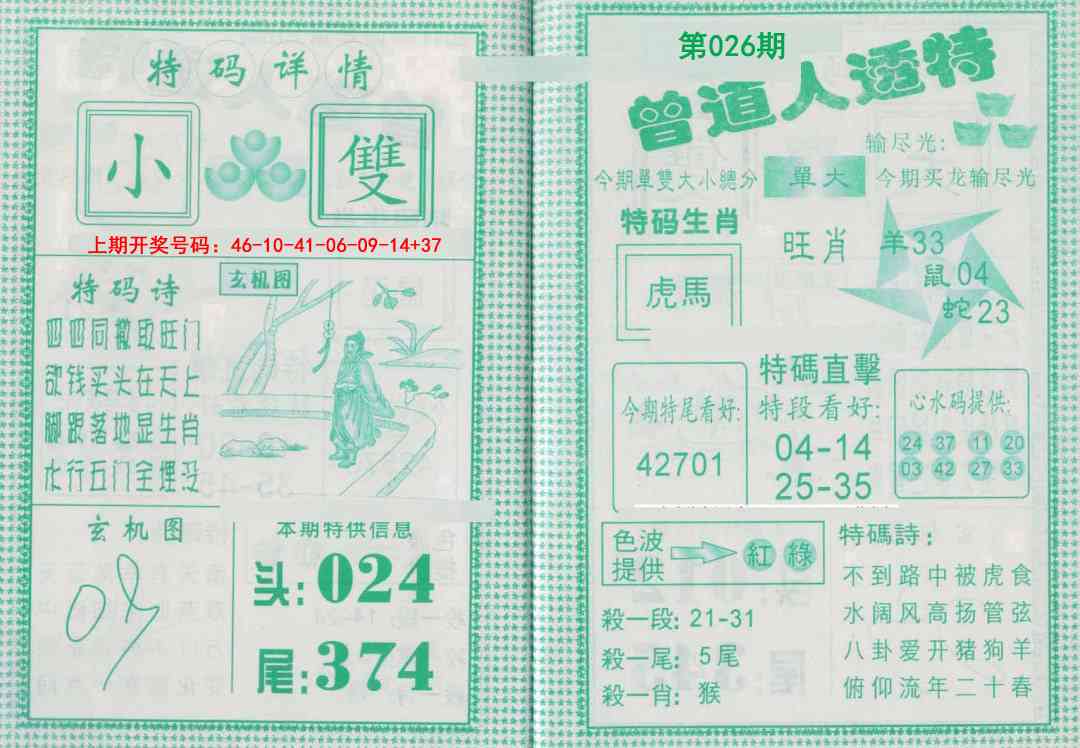 特码详情
小 雙
上期开奖号码：46-10-41-06-09-14+37
特码诗
四四同撒取旺门
欲钱买头在天上
脚跟落地显生肖
水行五门全埋没
玄机图
玄机图
本期特供信息
头:024
尾:374
第026期
曾道人透特
输尽光:
今期單雙大小總分 單大 今期买龙输尽光
特码生肖
虎馬
旺肖 羊33
鼠04
蛇23
今期特尾看好:
42701
特碼直擊
特段看好:
04-14
25-35
心水码提供:
24 37 11 20
03 42 27 33
色波
提供
紅 綠
殺一段: 21-31
殺一尾: 5尾
殺一肖: 猴
特碼詩:
不到路中被虎食
水阔风高扬管弦
八卦爱开猪狗羊
俯仰流年二十春